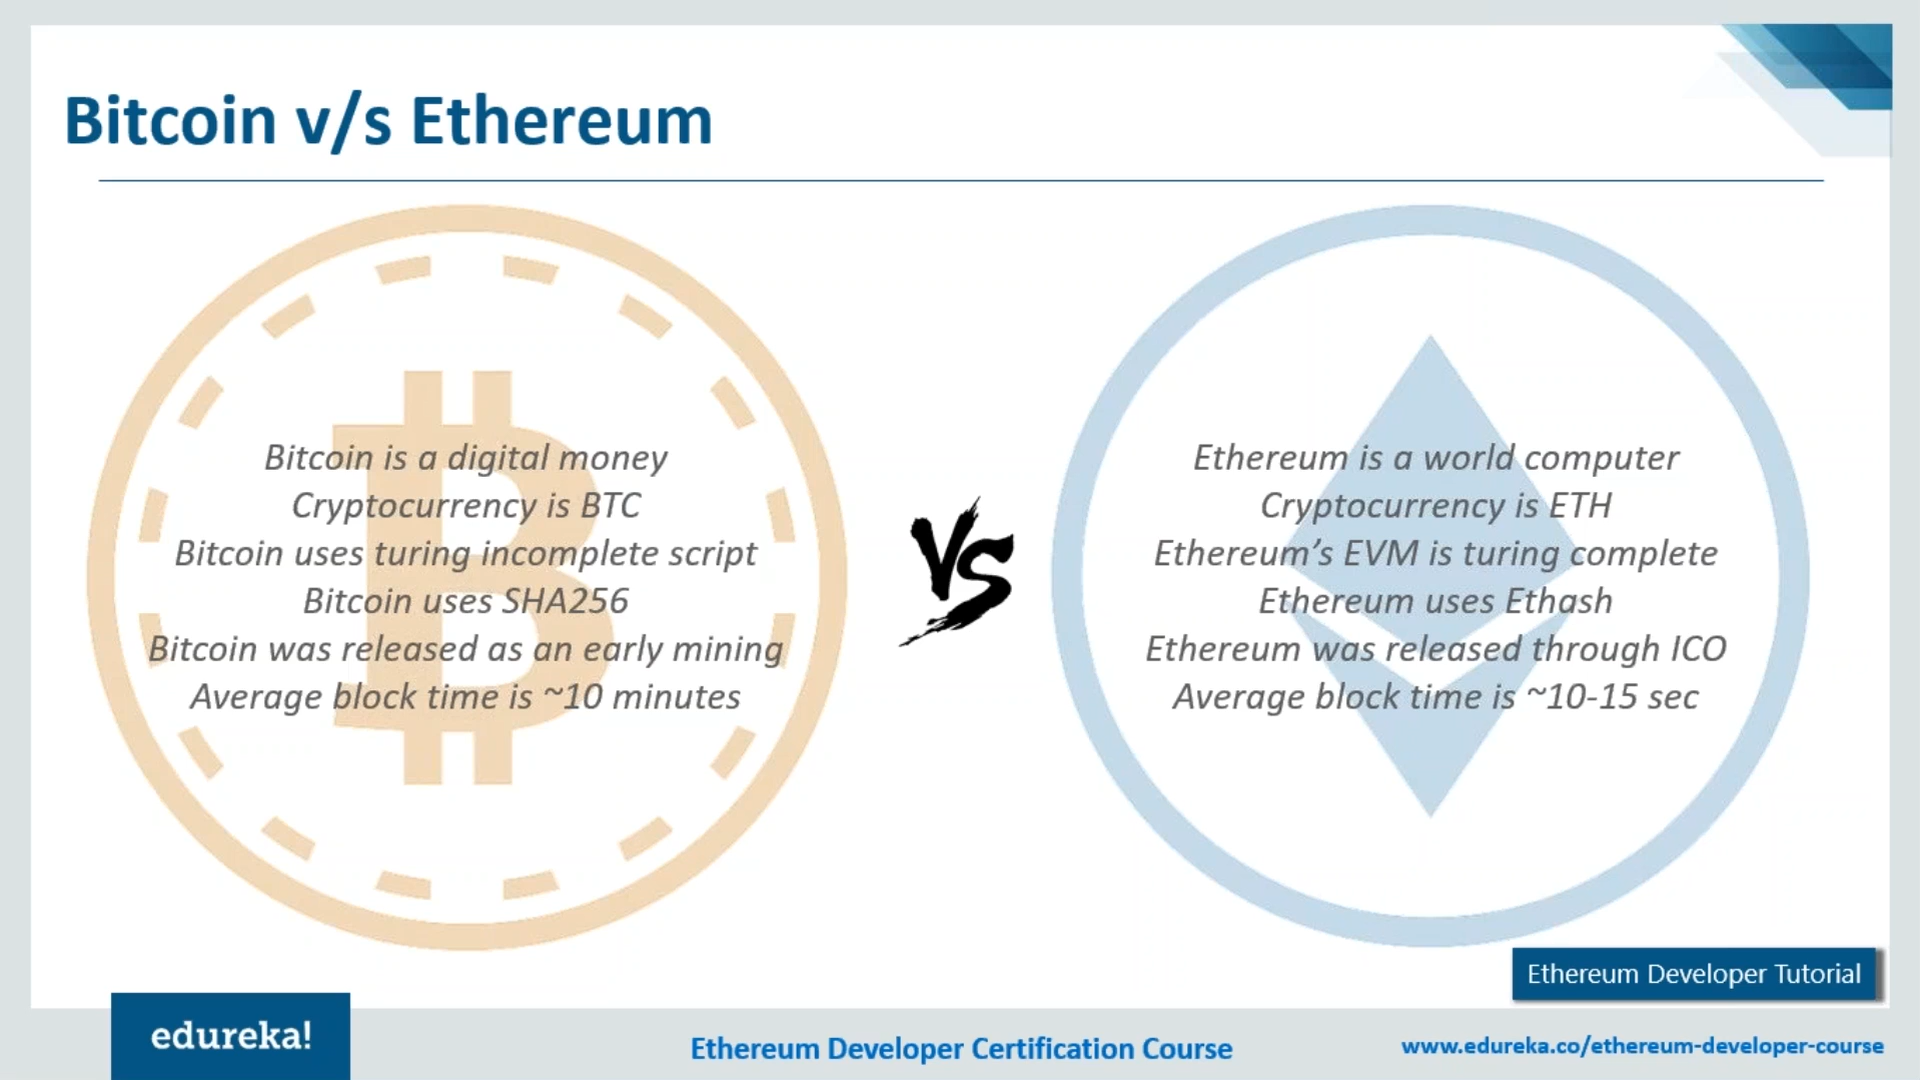 Bitcoin v/s Ethereum
Bitcoin is a digital money
Cryptocurrency is BTC
Bitcoin uses turing incomplete script
Bitcoin uses SHA256
Bitcoin was released as an early mining
Average block time is ~10 minutes
VS
Ethereum is a world computer
Cryptocurrency is ETH
Ethereum’s EVM is turing complete
Ethereum uses Ethash
Ethereum was released through ICO
Average block time is ~10-15 sec
Ethereum Developer Tutorial
edureka!
Ethereum Developer Certification Course
www.edureka.co/ethereum-developer-course